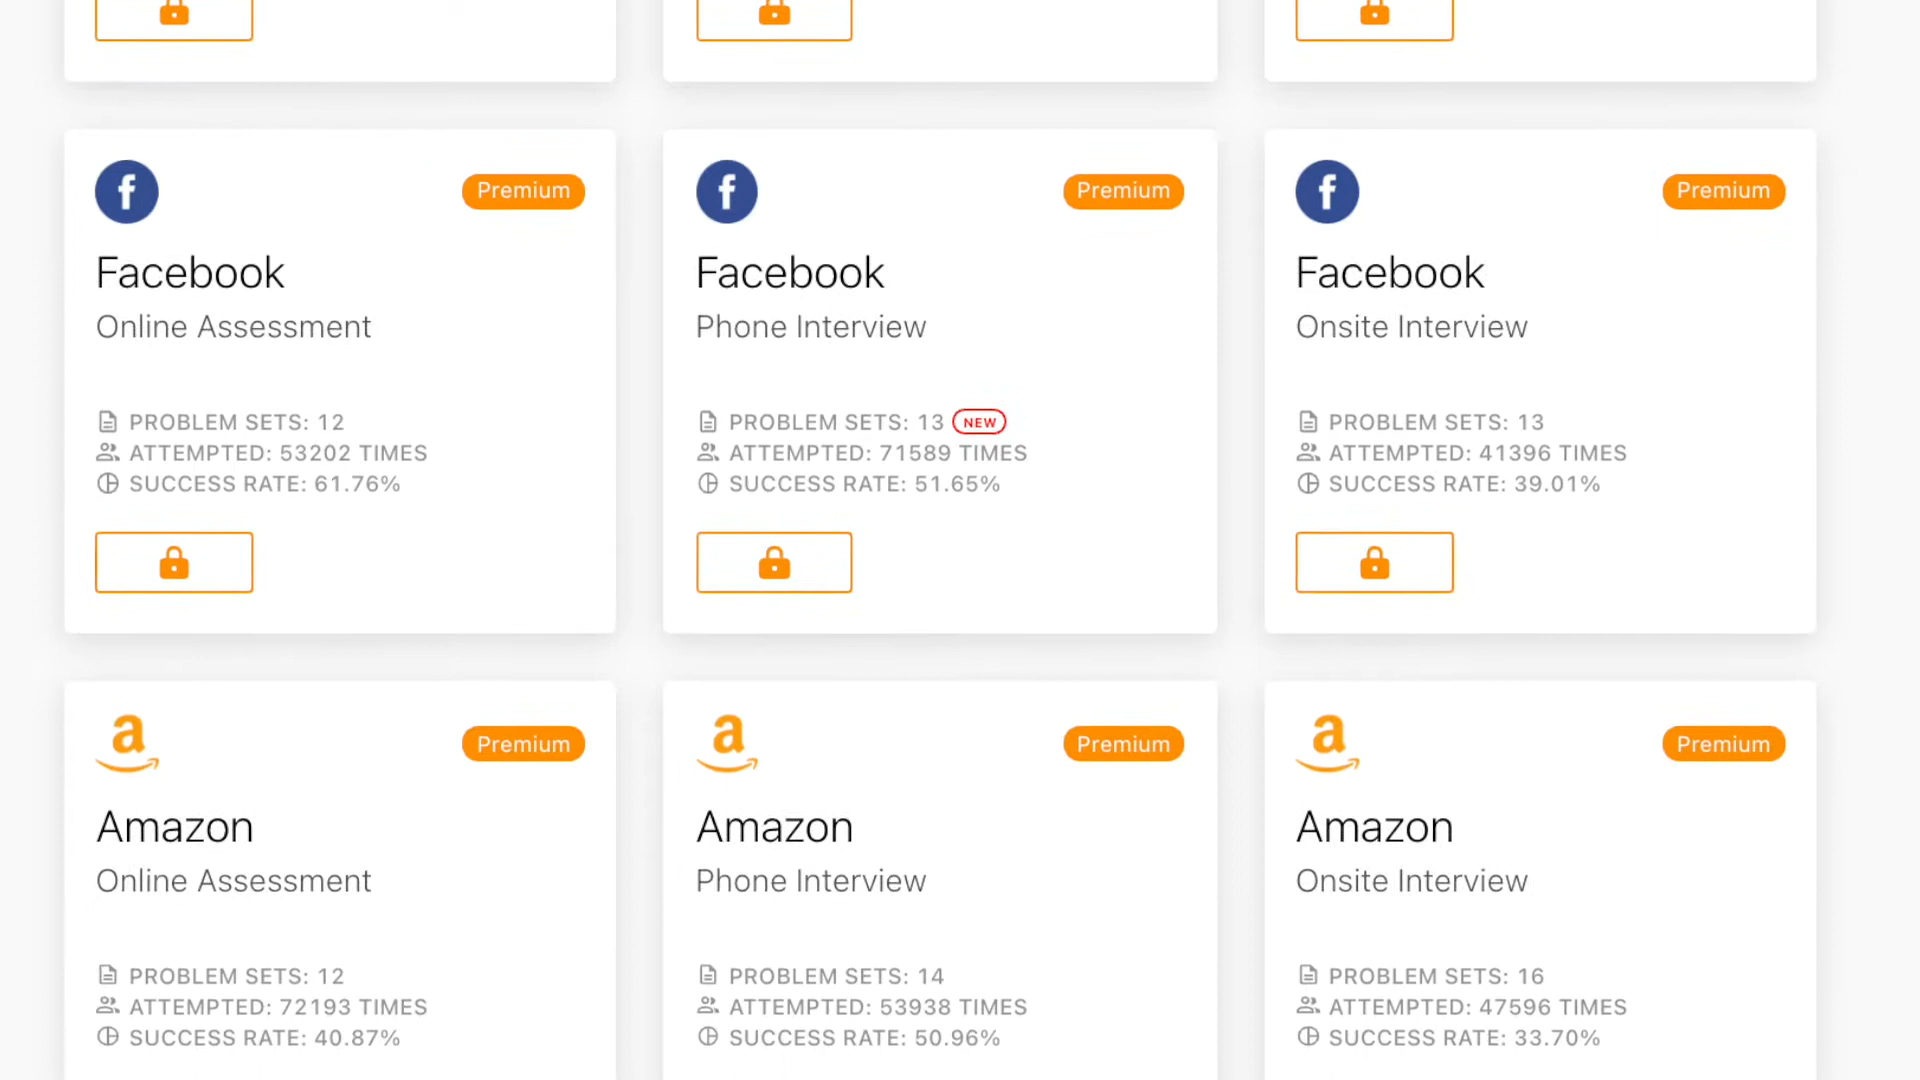 Premium
Facebook
Online Assessment
PROBLEM SETS: 12
ATTEMPTED: 53202 TIMES
SUCCESS RATE: 61.76%
Premium
Facebook
Phone Interview
PROBLEM SETS: 13 NEW
ATTEMPTED: 71589 TIMES
SUCCESS RATE: 51.65%
Premium
Facebook
Onsite Interview
PROBLEM SETS: 13
ATTEMPTED: 41396 TIMES
SUCCESS RATE: 39.01%
Premium
Amazon
Online Assessment
PROBLEM SETS: 12
ATTEMPTED: 72193 TIMES
SUCCESS RATE: 40.87%
Premium
Amazon
Phone Interview
PROBLEM SETS: 14
ATTEMPTED: 53938 TIMES
SUCCESS RATE: 50.96%
Premium
Amazon
Onsite Interview
PROBLEM SETS: 16
ATTEMPTED: 47596 TIMES
SUCCESS RATE: 33.70%